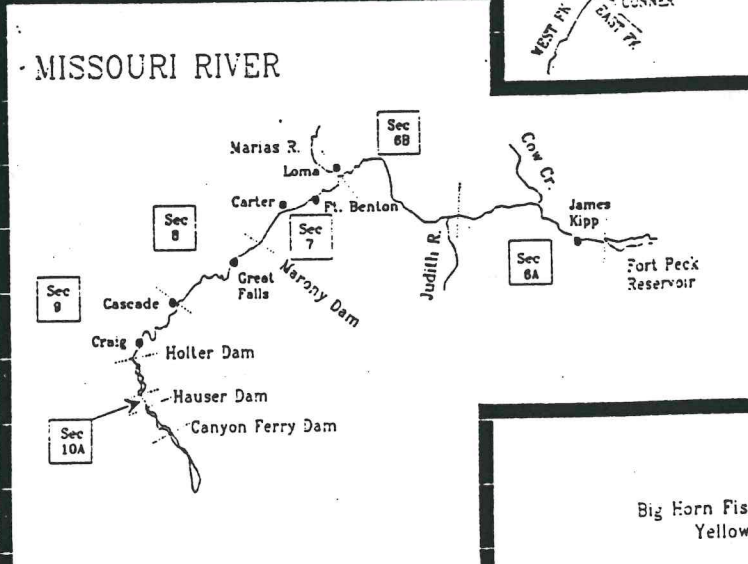 CONNER
WEST FK
EAST FK.
MISSOURI RIVER
Marias R.
Loma
Sec
6B
Cow Cr.
Carter
Ft. Benton
James
Kipp
Sec
8
Sec
7
Judith R.
Sec
6A
Fort Peck
Reservoir
Great
Falls
Marony Dam
Sec
9
Cascade
Craig
Holter Dam
Hauser Dam
Sec
10A
Canyon Ferry Dam
Big Horn Fis
Yellow